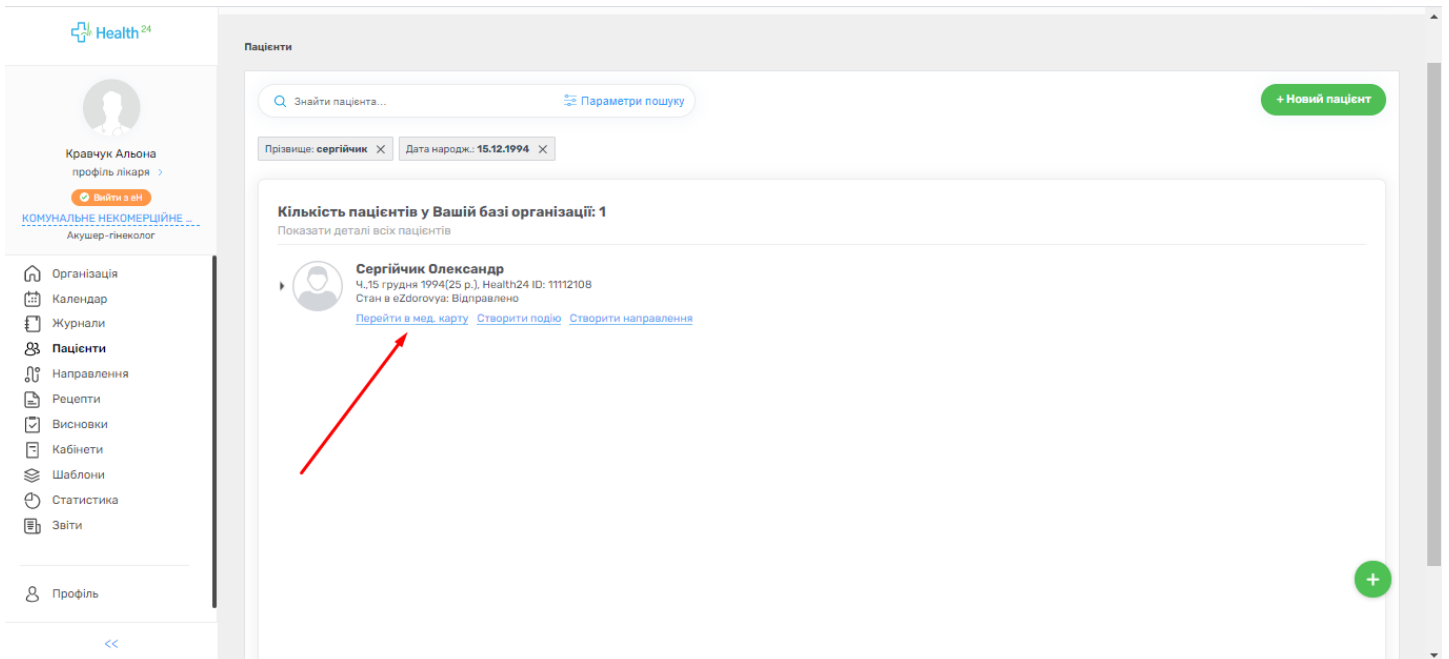 Health 24
Пацієнти
Знайти пацієнта...
Параметри пошуку
+ Новий пацієнт
Кравчук Альона
профіль лікаря >
Вийти з eH
КОМУНАЛЬНЕ НЕКОМЕРЦІЙНЕ ...
Акушер-гінеколог
Прізвище: сергійчик ×
Дата народж.: 15.12.1994 ×
Кількість пацієнтів у Вашій базі організації: 1
Показати деталі всіх пацієнтів
Сергійчик Олександр
Ч.,15 грудня 1994(25 р.), Health24 ID: 11112108
Стан в eZdorovya: Відправлено
Перейти в мед. карту Створити подію Створити направлення
Організація
Календар
Журнали
Пацієнти
Направлення
Рецепти
Висновки
Кабінети
Шаблони
Статистика
Звіти
Профіль
<<
+